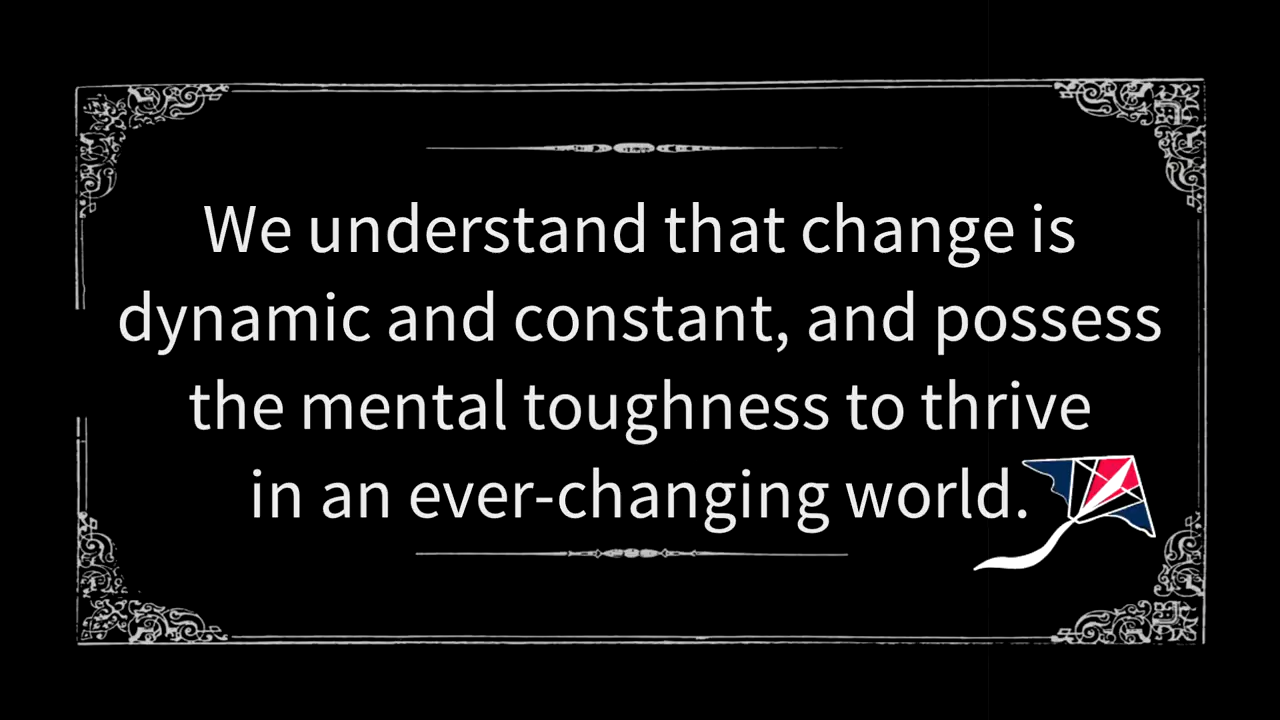 We understand that change is
dynamic and constant, and possess
the mental toughness to thrive
in an ever-changing world.